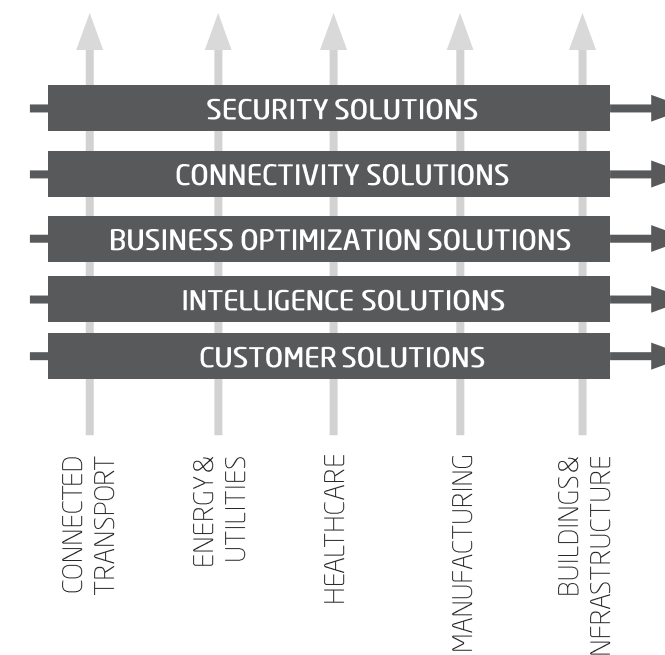 SECURITY SOLUTIONS
CONNECTIVITY SOLUTIONS
BUSINESS OPTIMIZATION SOLUTIONS
INTELLIGENCE SOLUTIONS
CUSTOMER SOLUTIONS
CONNECTED
TRANSPORT
ENERGY &
UTILITIES
HEALTHCARE
MANUFACTURING
BUILDINGS &
NFRASTRUCTURE